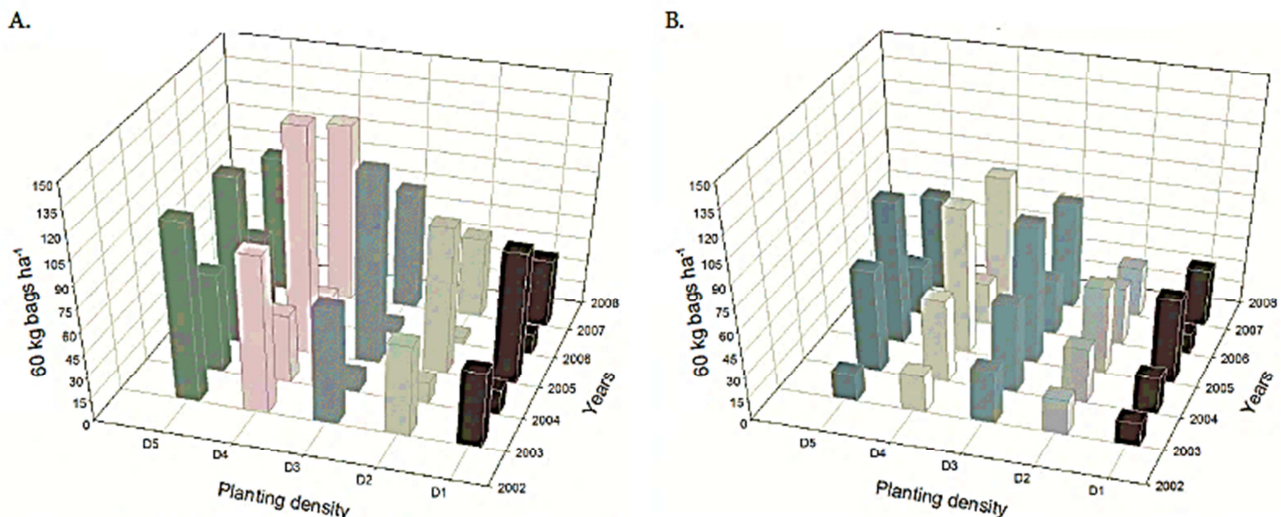 A.
150
135
120
105
90
75
60
45
30
15
0
60 kg bags ha⁻¹
D5
D4
D3
D2
D1
Planting density
2002
2003
2004
2005
2006
2007
2008
Years
B.
150
135
120
105
90
75
60
45
30
15
0
60 kg bags ha⁻¹
D5
D4
D3
D2
D1
Planting density
2002
2003
2004
2005
2006
2007
2008
Years